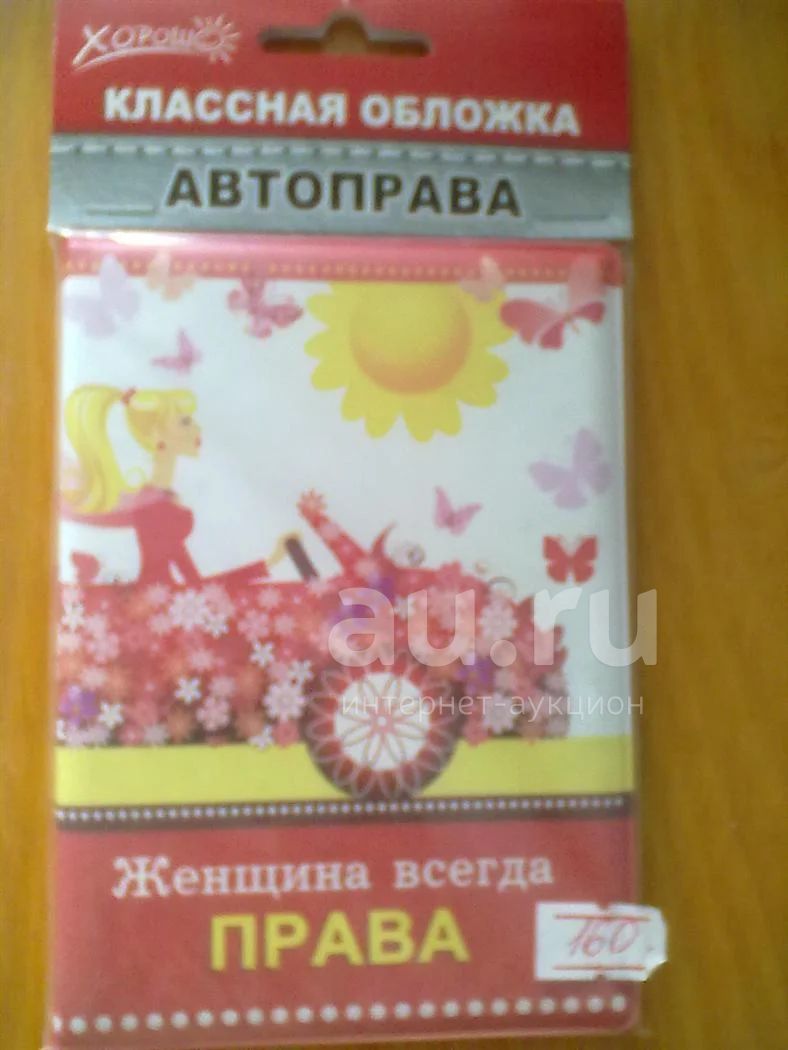 ХОРОШО
КЛАССНАЯ ОБЛОЖКА
АВТОПРАВА
au.ru
интернет-аукцион
Женщина всегда
ПРАВА
160